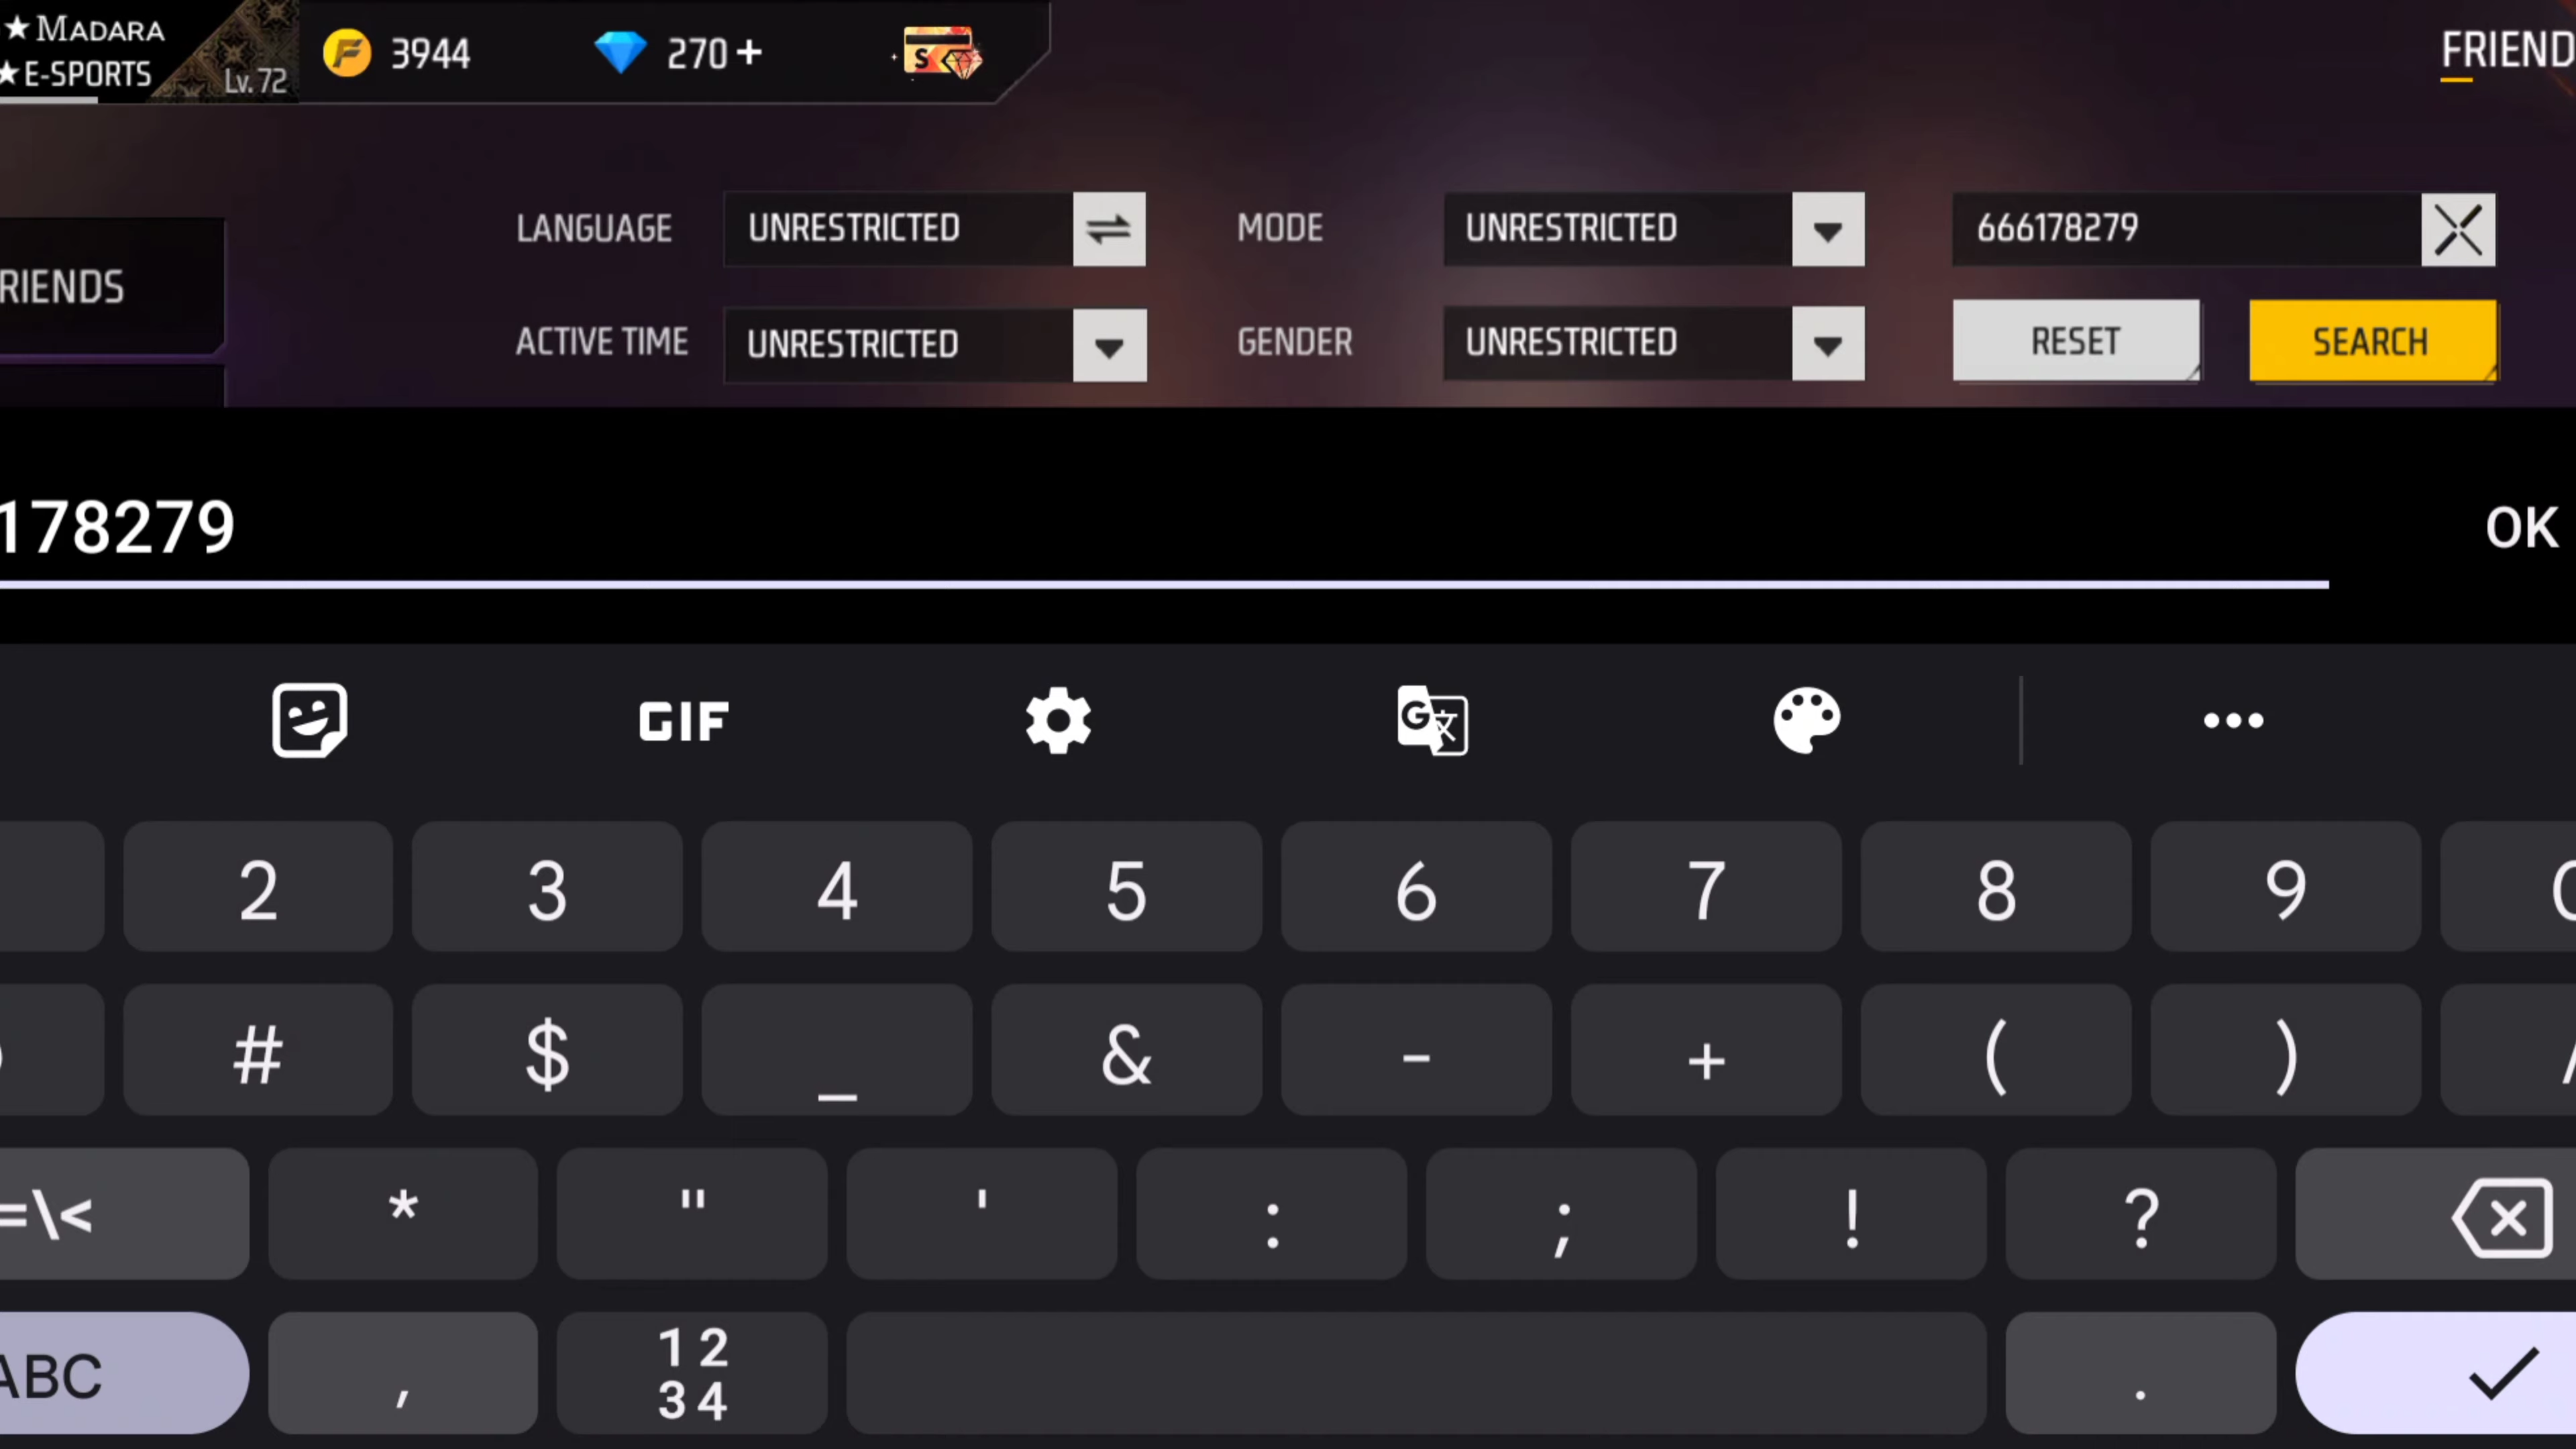 ★ MADARA
★E-SPORTS
Lv. 72
3944
270+
S
FRIEND
LANGUAGE UNRESTRICTED MODE UNRESTRICTED 666178279
RIENDS
ACTIVE TIME UNRESTRICTED GENDER UNRESTRICTED RESET SEARCH
178279 OK
GIF G
2 3 4 5 6 7 8 9
# $ _ & - + ( ) /
=\< * " ' : ; ! ?
ABC , 12 .
34